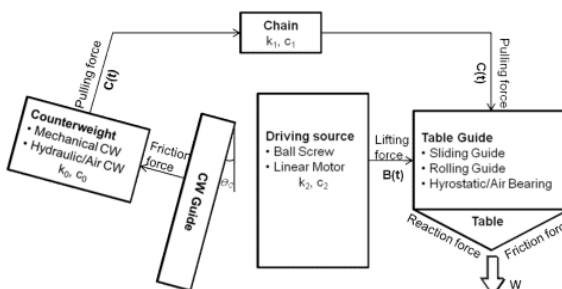 Chain
k₁, c₁
Pulling force
C(t)
Pulling force
C(t)
Counterweight
• Mechanical CW
• Hydraulic/Air CW
k₀, c₀
Friction
force
CW Guide
Driving source
• Ball Screw
• Linear Motor
k₂, c₂
Lifting
force
B(t)
Table Guide
• Sliding Guide
• Rolling Guide
• Hyrostatic/Air Bearing
Table
Reaction force
Friction force
W